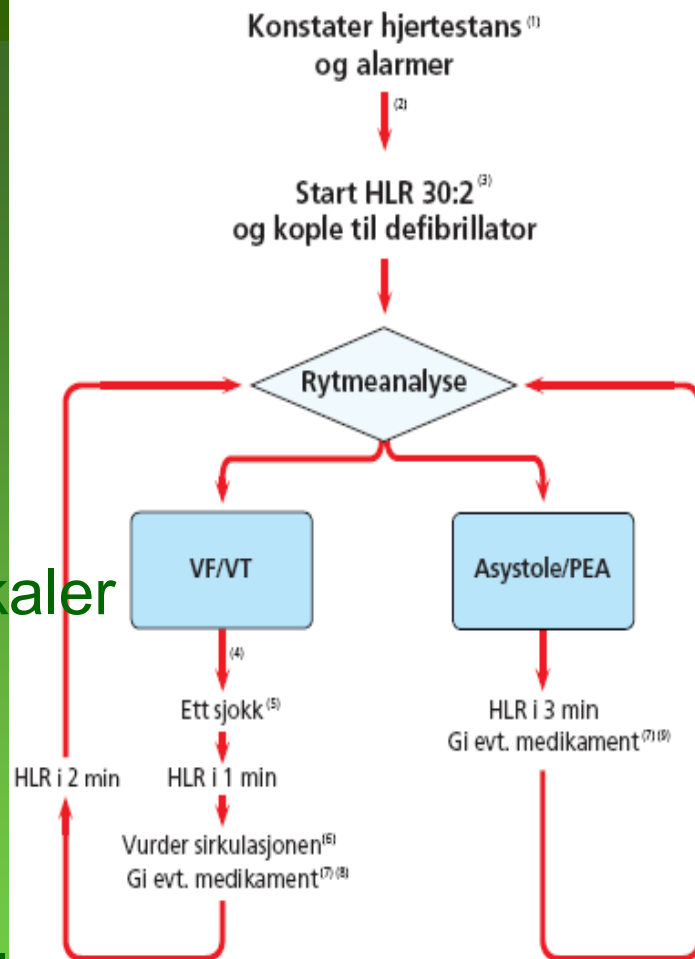 Konstater hjertestans (1)
og alarmer
(2)
Start HLR 30:2 (3)
og kople til defibrillator
Rytmeanalyse
VF/VT
Asystole/PEA
kaler
(4)
Ett sjokk (5)
HLR i 3 min
Gi evt. medikament (7) (9)
HLR i 2 min
HLR i 1 min
Vurder sirkulasjonen (6)
Gi evt. medikament (7) (8)